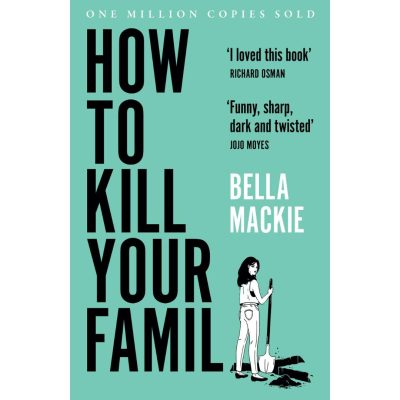 ONE MILLION COPIES SOLD
HOW
TO
KILL
YOUR
FAMIL
'I loved this book'
RICHARD OSMAN
'Funny, sharp,
dark and twisted'
JOJO MOYES
BELLA
MACKIE